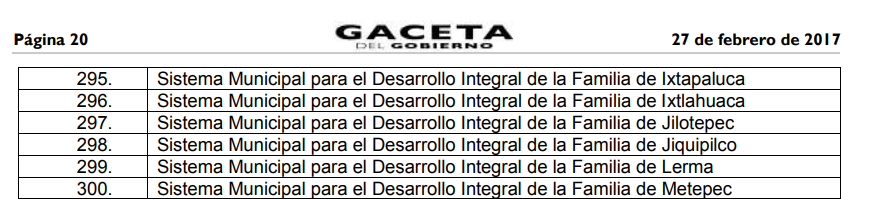 Página 20
GACETA
DEL GOBIERNO
27 de febrero de 2017
295. Sistema Municipal para el Desarrollo Integral de la Familia de Ixtapaluca
296. Sistema Municipal para el Desarrollo Integral de la Familia de Ixtlahuaca
297. Sistema Municipal para el Desarrollo Integral de la Familia de Jilotepec
298. Sistema Municipal para el Desarrollo Integral de la Familia de Jiquipilco
299. Sistema Municipal para el Desarrollo Integral de la Familia de Lerma
300. Sistema Municipal para el Desarrollo Integral de la Familia de Metepec